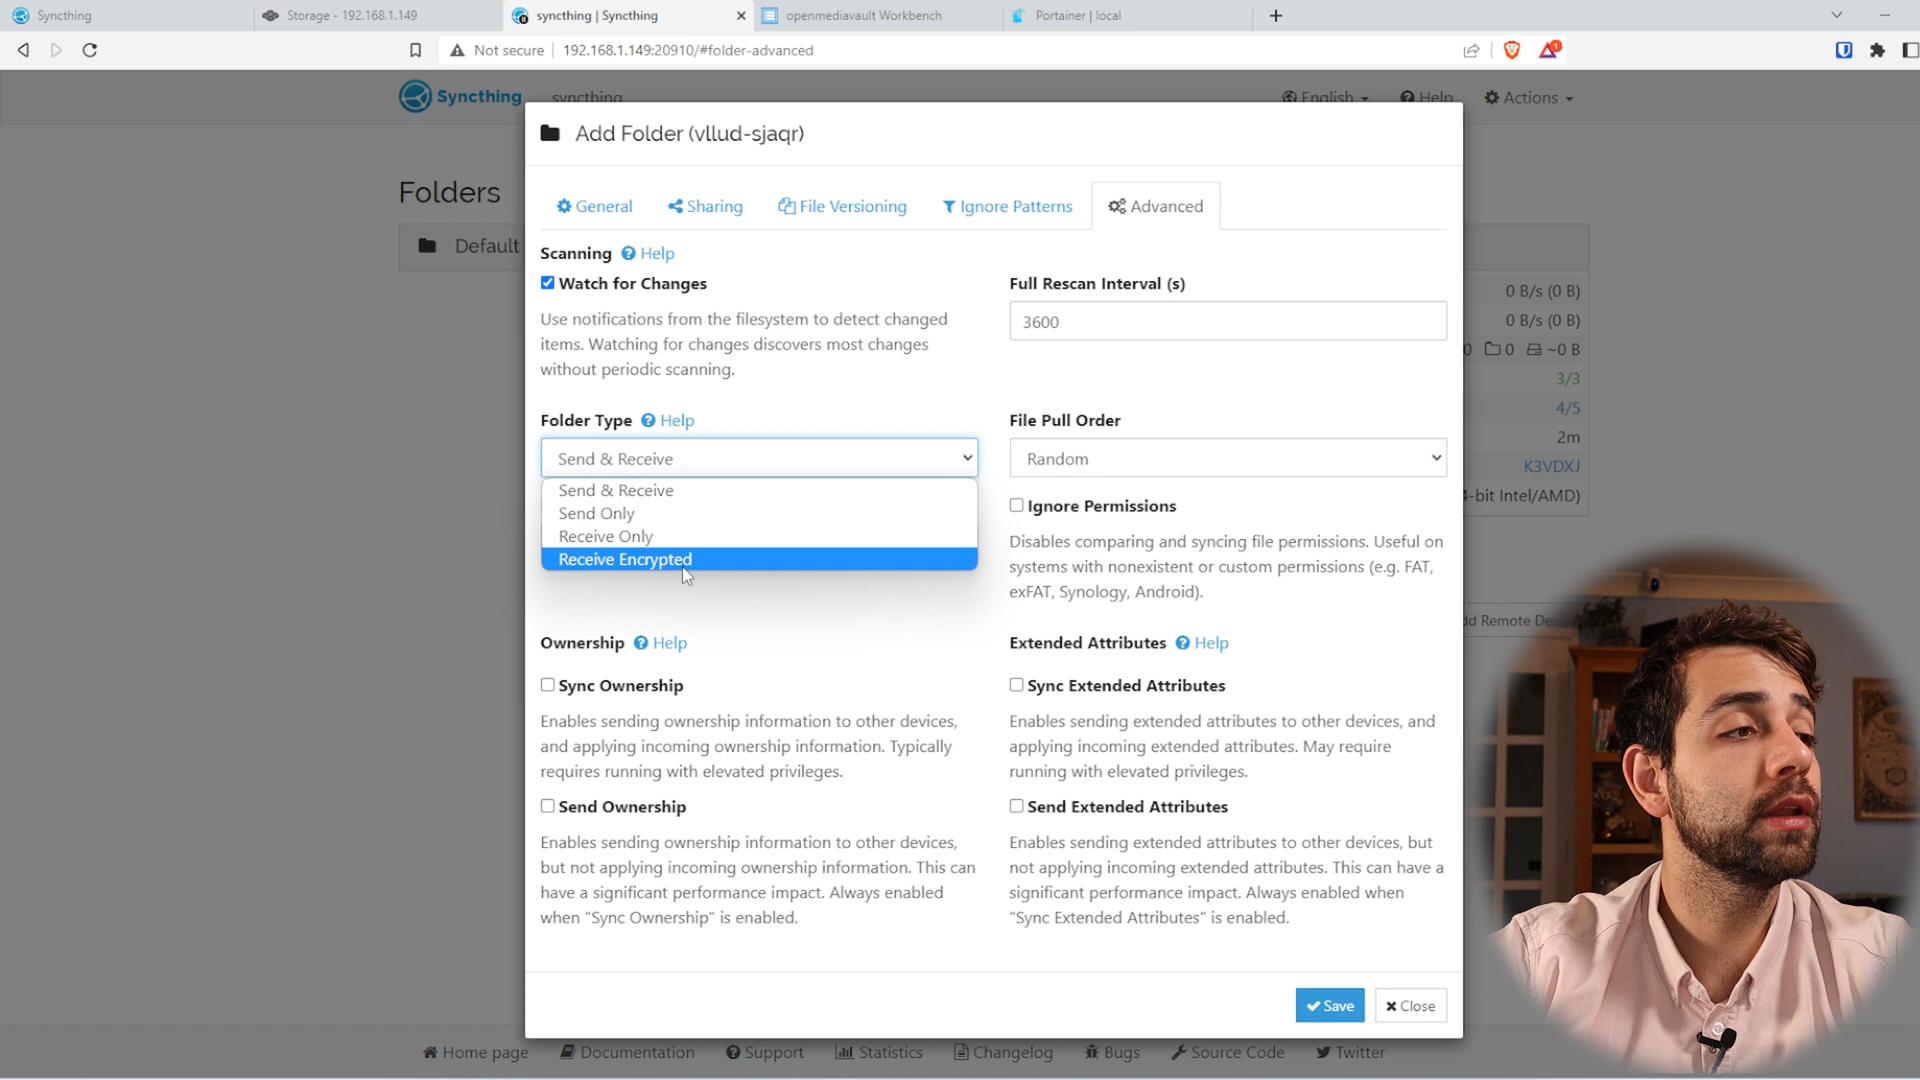 Syncthing
Storage - 192.168.1.149
syncthing | Syncthing
openmediavault Workbench
Portainer | local
Not secure
192.168.1.149:20910/#folder-advanced
1
Syncthing
syncthing
English
Help
Actions
Add Folder (vllud-sjaqr)
Folders
General
Sharing
File Versioning
Ignore Patterns
Advanced
Default
Scanning
Help
Watch for Changes
Use notifications from the filesystem to detect changed
items. Watching for changes discovers most changes
without periodic scanning.
Full Rescan Interval (s)
3600
0 B/s (0 B)
0 B/s (0 B)
0
0
~0 B
3/3
4/5
2m
K3VDXJ
4-bit Intel/AMD)
Folder Type
Help
Send & Receive
Send & Receive
Send Only
Receive Only
Receive Encrypted
File Pull Order
Random
Ignore Permissions
Disables comparing and syncing file permissions. Useful on
systems with nonexistent or custom permissions (e.g. FAT,
exFAT, Synology, Android).
dd Remote Dev
Ownership
Help
Sync Ownership
Enables sending ownership information to other devices,
and applying incoming ownership information. Typically
requires running with elevated privileges.
Send Ownership
Enables sending ownership information to other devices,
but not applying incoming ownership information. This can
have a significant performance impact. Always enabled
when "Sync Ownership" is enabled.
Extended Attributes
Help
Sync Extended Attributes
Enables sending extended attributes to other devices, and
applying incoming extended attributes. May require
running with elevated privileges.
Send Extended Attributes
Enables sending extended attributes to other devices, but
not applying incoming extended attributes. This can have a
significant performance impact. Always enabled when
"Sync Extended Attributes" is enabled.
Save
Close
Home page
Documentation
Support
Statistics
Changelog
Bugs
Source Code
Twitter